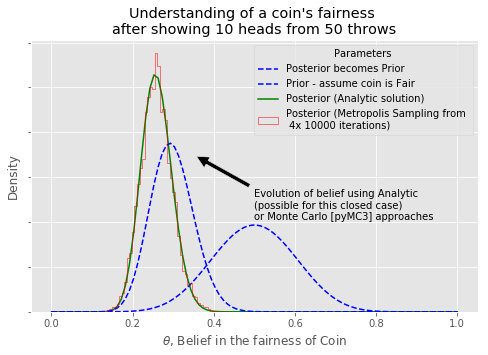 Understanding of a coin's fairness
after showing 10 heads from 50 throws
Parameters
Posterior becomes Prior
Prior - assume coin is Fair
Posterior (Analytic solution)
Posterior (Metropolis Sampling from
4x 10000 iterations)
Evolution of belief using Analytic
(possible for this closed case)
or Monte Carlo [pyMC3] approaches
Density
0.0 0.2 0.4 0.6 0.8 1.0
θ, Belief in the fairness of Coin